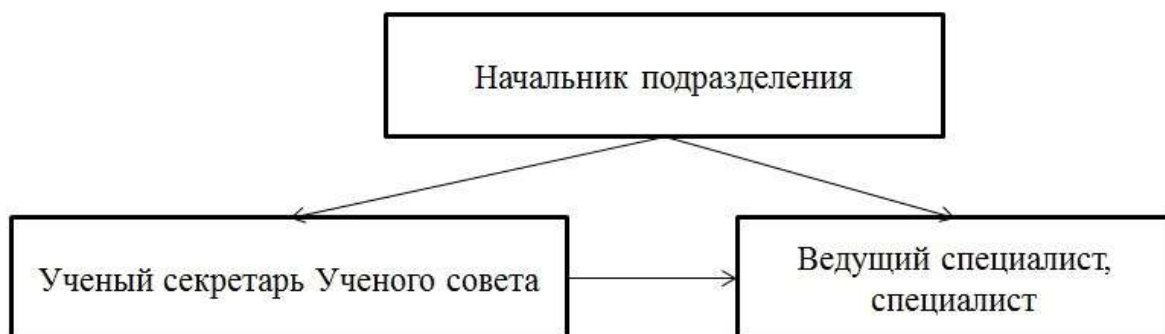 Начальник подразделения
Ученый секретарь Ученого совета
Ведущий специалист,
специалист